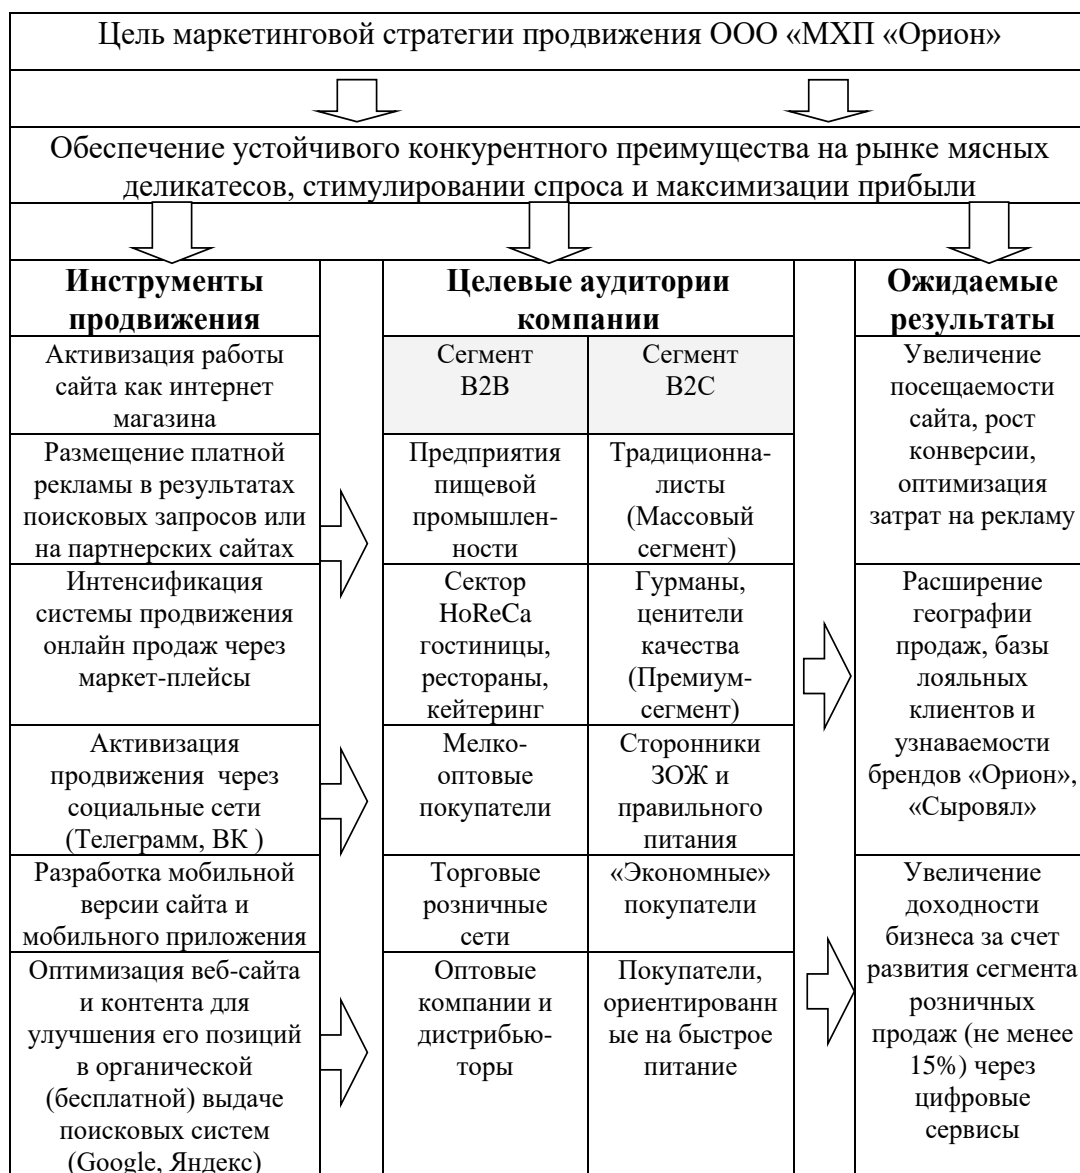 Цель маркетинговой стратегии продвижения ООО «МХП «Орион»
Обеспечение устойчивого конкурентного преимущества на рынке мясных
деликатесов, стимулировании спроса и максимизации прибыли
Инструменты
продвижения
Активизация работы
сайта как интернет
магазина
Размещение платной
рекламы в результатах
поисковых запросов или
на партнерских сайтах
Интенсификация
системы продвижения
онлайн продаж через
маркет-плейсы
Активизация
продвижения через
социальные сети
(Телеграмм, ВК )
Разработка мобильной
версии сайта и
мобильного приложения
Оптимизация веб-сайта
и контента для
улучшения его позиций
в органической
(бесплатной) выдаче
поисковых систем
(Google, Яндекс)
Целевые аудитории
компании
Сегмент
B2B
Предприятия
пищевой
промышлен-
ности
Сектор
HoReCa
гостиницы,
рестораны,
кейтеринг
Мелко-
оптовые
покупатели
Торговые
розничные
сети
Оптовые
компании и
дистрибью-
торы
Сегмент
B2C
Традиционна-
листы
(Массовый
сегмент)
Гурманы,
ценители
качества
(Премиум-
сегмент)
Сторонники
ЗОЖ и
правильного
питания
«Экономные»
покупатели
Покупатели,
ориентированн
ые на быстрое
питание
Ожидаемые
результаты
Увеличение
посещаемости
сайта, рост
конверсии,
оптимизация
затрат на рекламу
Расширение
географии
продаж, базы
лояльных
клиентов и
узнаваемости
брендов «Орион»,
«Сыровял»
Увеличение
доходности
бизнеса за счет
развития сегмента
розничных
продаж (не менее
15%) через
цифровые
сервисы